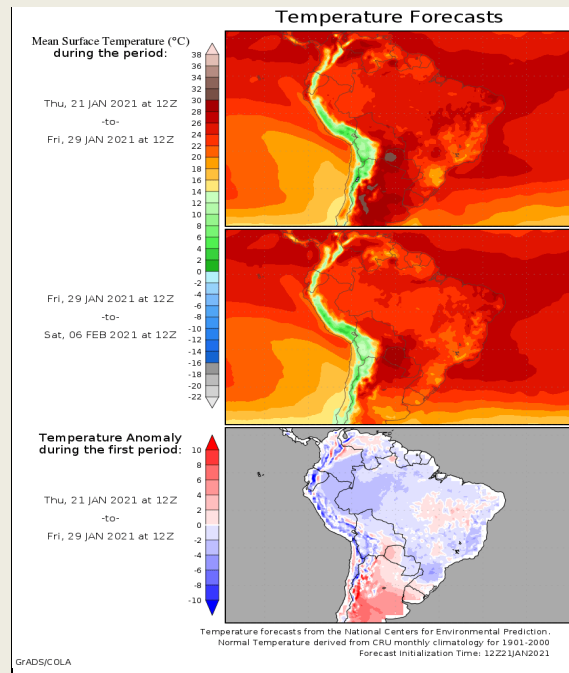 Temperature Forecasts
Mean Surface Temperature (°C)
during the period:
Thu, 21 JAN 2021 at 12Z
-to-
Fri, 29 JAN 2021 at 12Z
38
36
34
32
30
28
26
24
22
20
18
16
14
12
10
8
6
4
2
0
-2
-4
-6
-8
-10
-12
-14
-16
-18
-20
-22
Fri, 29 JAN 2021 at 12Z
-to-
Sat, 06 FEB 2021 at 12Z
Temperature Anomaly
during the first period:
Thu, 21 JAN 2021 at 12Z
-to-
Fri, 29 JAN 2021 at 12Z
10
8
6
4
2
0
-2
-4
-6
-8
-10
Temperature forecasts from the National Centers for Environmental Prediction.
Normal Temperature derived from CRU monthly climatology for 1901-2000
Forecast Initialization Time: 12Z21JAN2021
GrADS/COLA